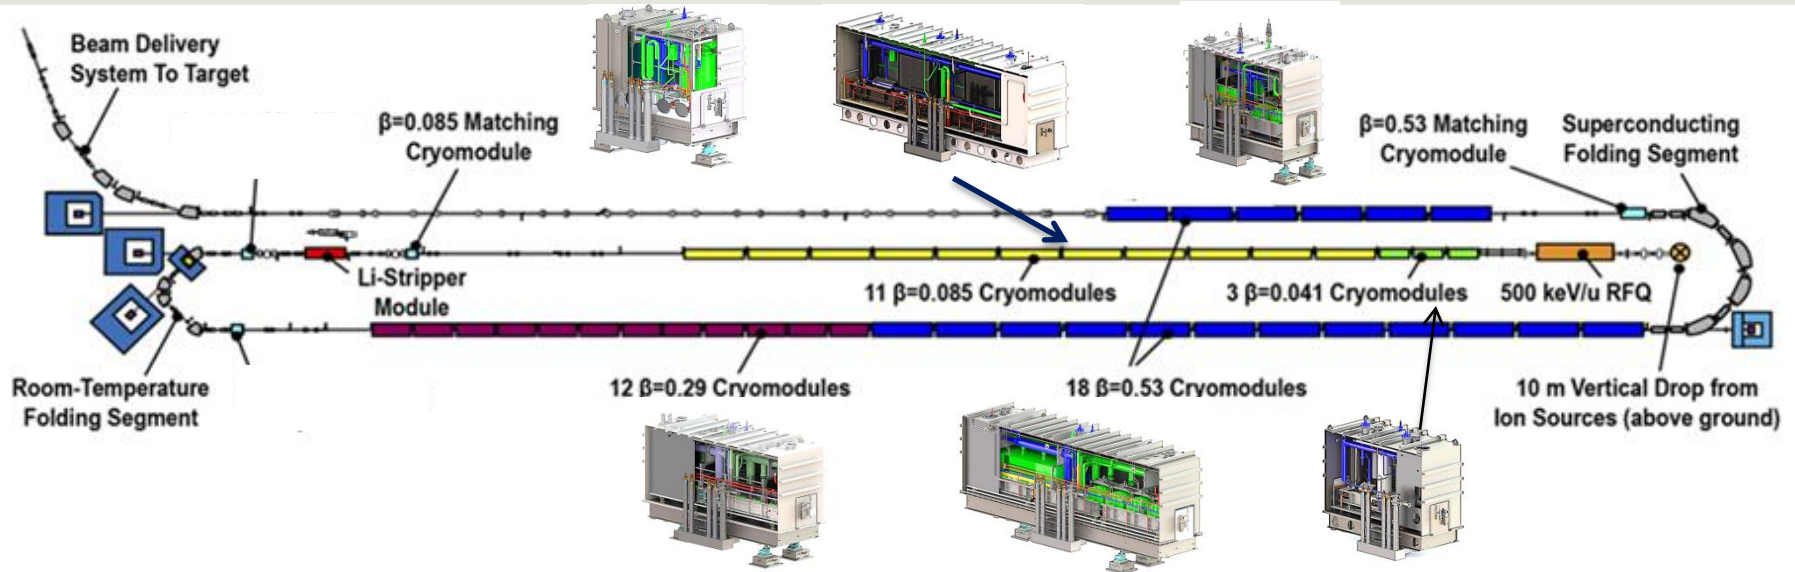 Beam Delivery
System To Target
β=0.085 Matching
Cryomodule
β=0.53 Matching
Cryomodule
Superconducting
Folding Segment
Li-Stripper
Module
11 β=0.085 Cryomodules
3 β=0.041 Cryomodules
500 keV/u RFQ
Room-Temperature
Folding Segment
12 β=0.29 Cryomodules
18 β=0.53 Cryomodules
10 m Vertical Drop from
Ion Sources (above ground)